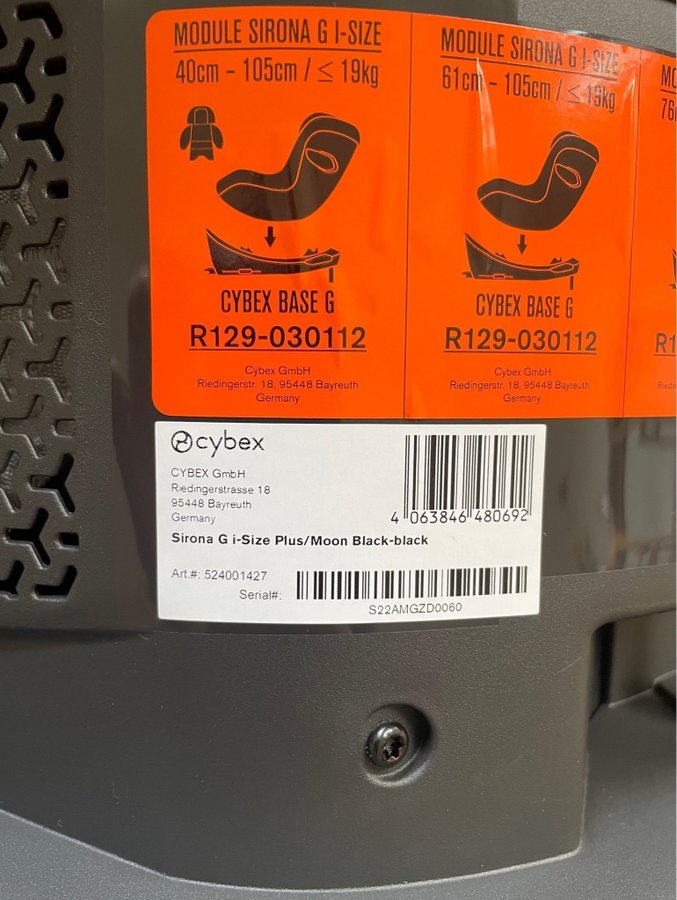 MODULE SIRONA G I-SIZE
40cm – 105cm / ≤ 19kg
CYBEX BASE G
R129-030112
Cybex GmbH
Riedingerstr. 18, 95448 Bayreuth
Germany
MODULE SIRONA G I-SIZE
61cm – 105cm / ≤ 19kg
CYBEX BASE G
R129-030112
Cybex GmbH
Riedingerstr. 18, 95448 Bayreuth
Germany
cybex
CYBEX GmbH
Riedingerstrasse 18
95448 Bayreuth
Germany
4 063846 480692
Sirona G i-Size Plus/Moon Black-black
Art.#: 524001427
Serial#:
S22AMGZD0060